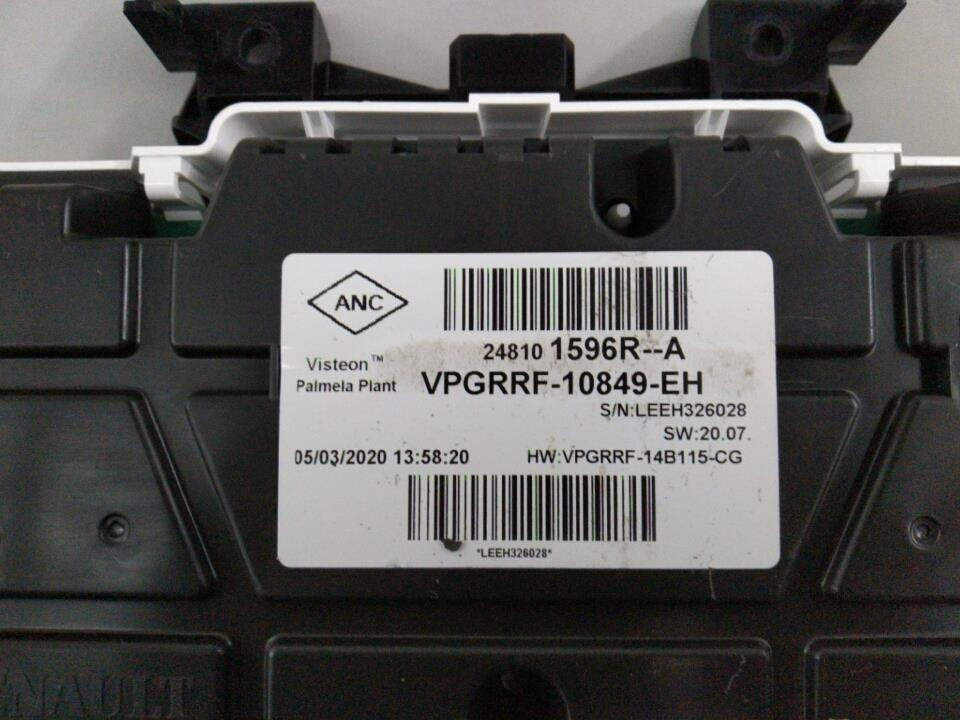 ANC
Visteon™
Palmela Plant
24810 1596R--A
VPGRRF-10849-EH
S/N:LEEH326028
SW:20.07.
05/03/2020 13:58:20
HW:VPGRRF-14B115-CG
*LEEH326028*
NAULT